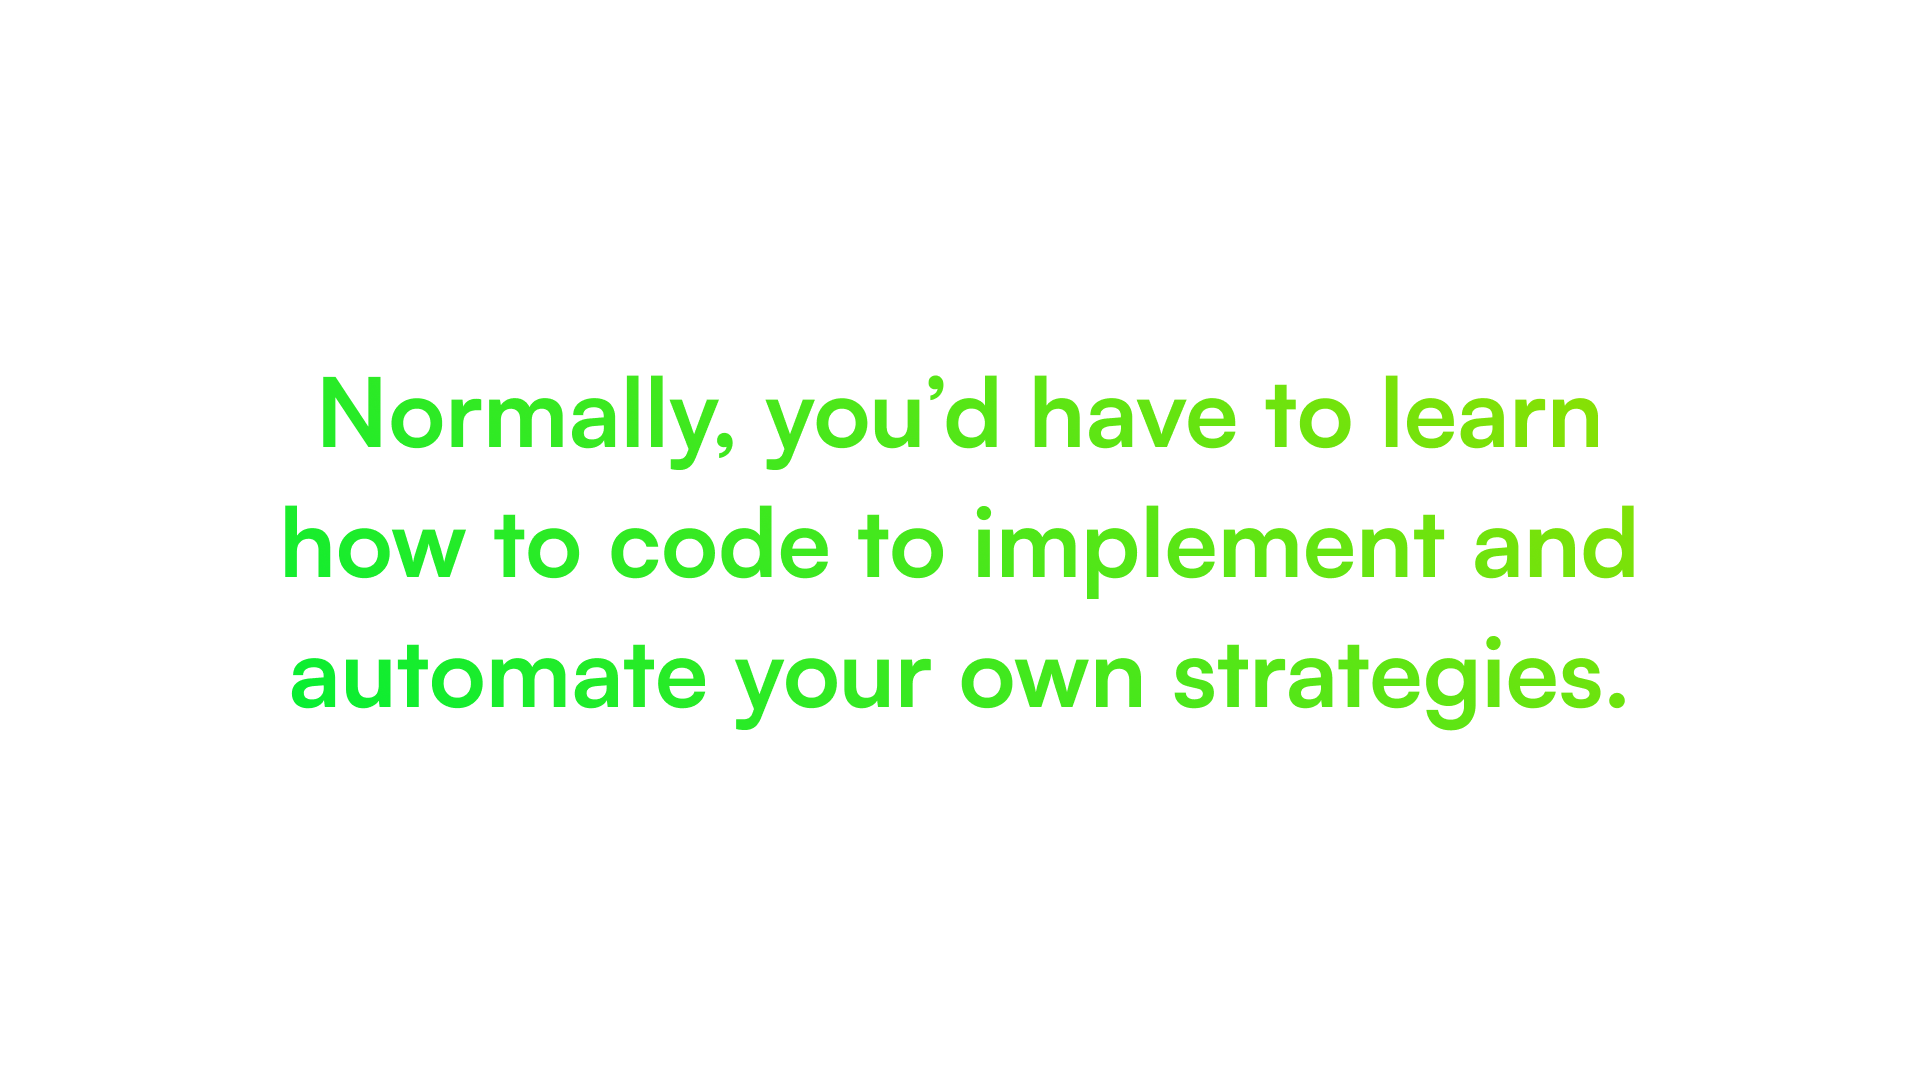 Normally, you’d have to learn
how to code to implement and
automate your own strategies.